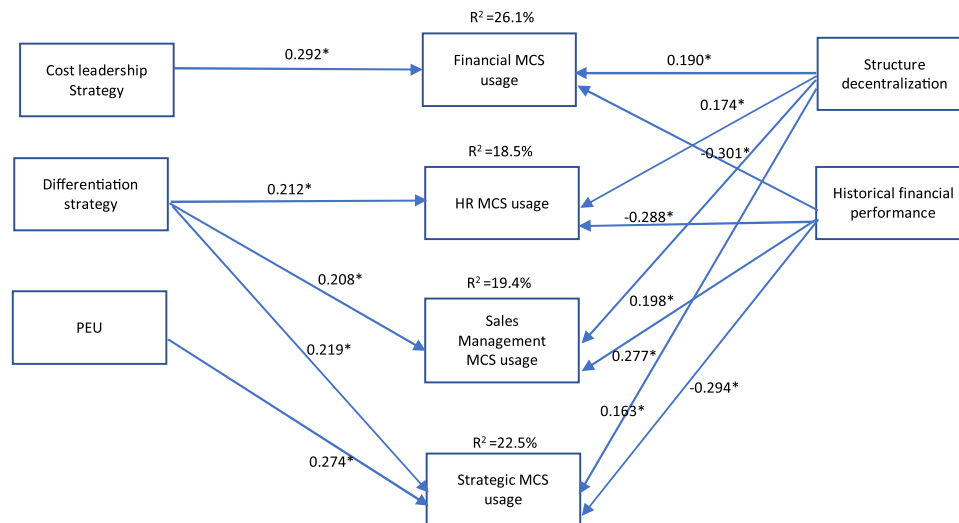 R² =26.1%
Cost leadership
Strategy
0.292*
Financial MCS
usage
0.190*
Structure
decentralization
0.174*
-0.301*
R² =18.5%
Differentiation
strategy
0.212*
HR MCS usage
-0.288*
Historical financial
performance
R² =19.4%
0.208*
PEU
Sales
Management
MCS usage
0.198*
0.219*
0.277*
-0.294*
0.163*
R² =22.5%
0.274*
Strategic MCS
usage